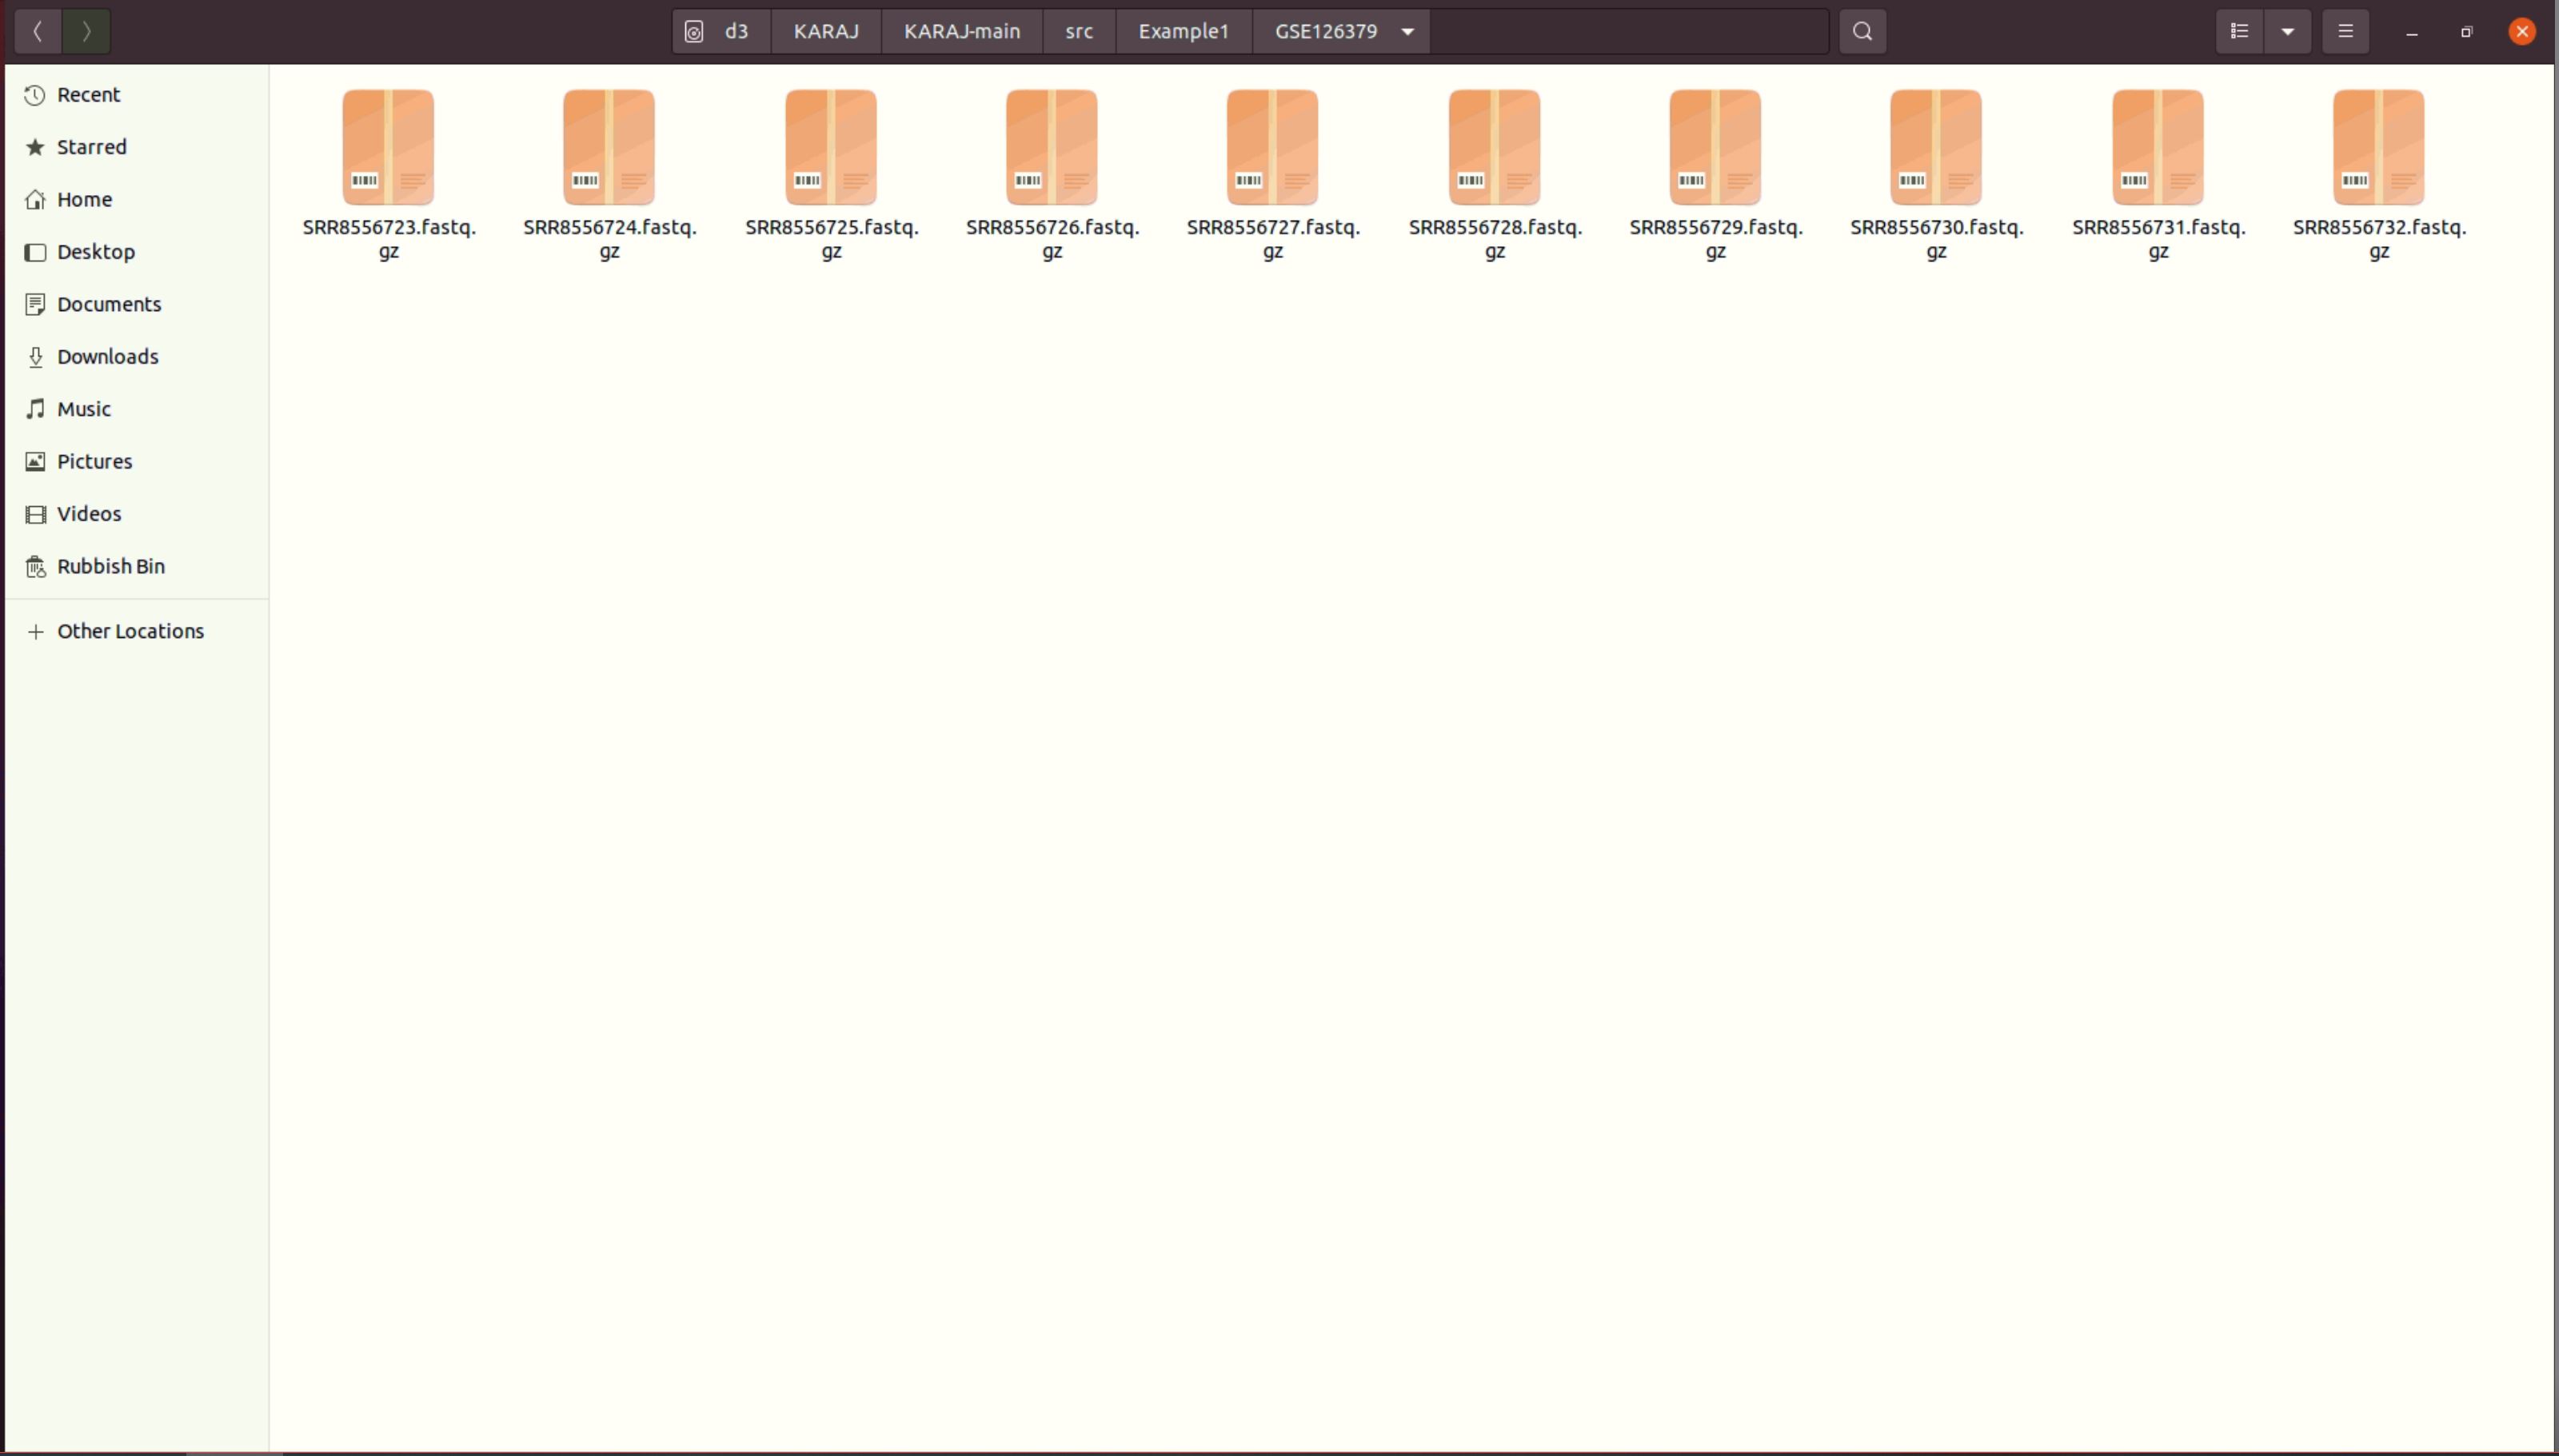 d3 KARAJ KARAJ-main src Example1 GSE126379
Recent
Starred
Home
Desktop
Documents
Downloads
Music
Pictures
Videos
Rubbish Bin
Other Locations
SRR8556723.fastq.
gz
SRR8556724.fastq.
gz
SRR8556725.fastq.
gz
SRR8556726.fastq.
gz
SRR8556727.fastq.
gz
SRR8556728.fastq.
gz
SRR8556729.fastq.
gz
SRR8556730.fastq.
gz
SRR8556731.fastq.
gz
SRR8556732.fastq.
gz